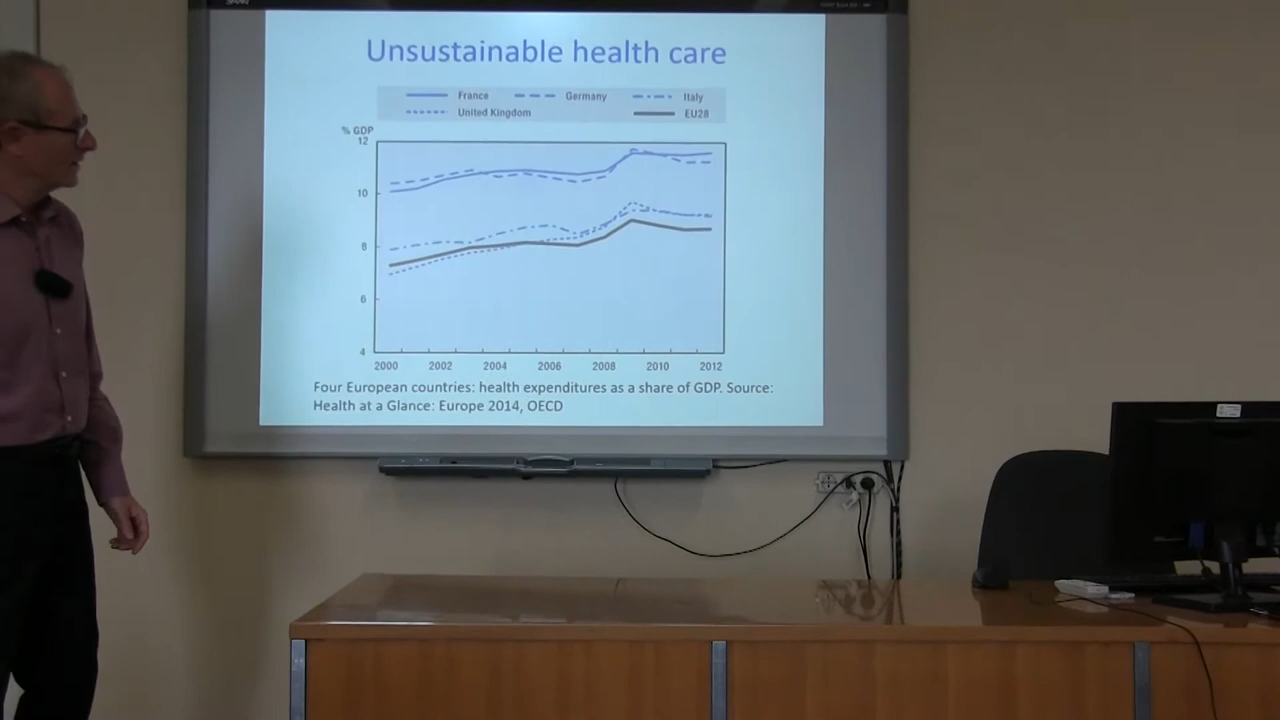 Unsustainable health care
France Germany Italy
United Kingdom EU28
% GDP
12
10
8
6
4
2000 2002 2004 2006 2008 2010 2012
Four European countries: health expenditures as a share of GDP. Source:
Health at a Glance: Europe 2014, OECD